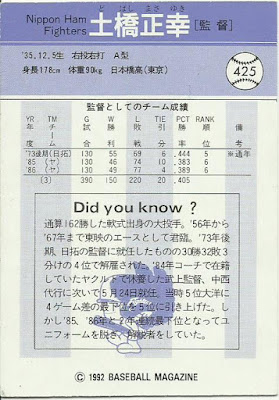 Nippon Ham Fighters
ど ばし まさ ゆき
土橋正幸[監督]
'35.12.5生 右投右打 A型
身長178cm 体重90kg 日本橋高(東京)
425
監督としてのチーム成績
YR 年度 TM チーム G 試合 W 勝利 L 敗戦 TIE 引分 PCT 勝率 RANK 順位 備考
'73後期(日拓) 130 55 69 6 .444 5 ※通年
'85 (ヤ) 130 46 74 10 .383 6
'86 (ヤ) 130 49 77 4 .389 6
(3) 390 150 220 20 .405
Did you know ?
通算162勝した軟式出身の大投手。'56年から
'67年まで東映のエースとして君臨。'73年後
期、日拓の監督に就任したものの30勝32敗3
分けの4位で解雇された。'84年コーチで在籍
していたヤクルトで休養した武上監督、中西
代行に次いで5月24日就任。当時5位大洋に
4ゲーム差の最下位を5位に引き上げた。し
かし'85、'86年と2年連続最下位となってユ
ニフォームを脱ぎ、解説者をしていた。
© 1992 BASEBALL MAGAZINE